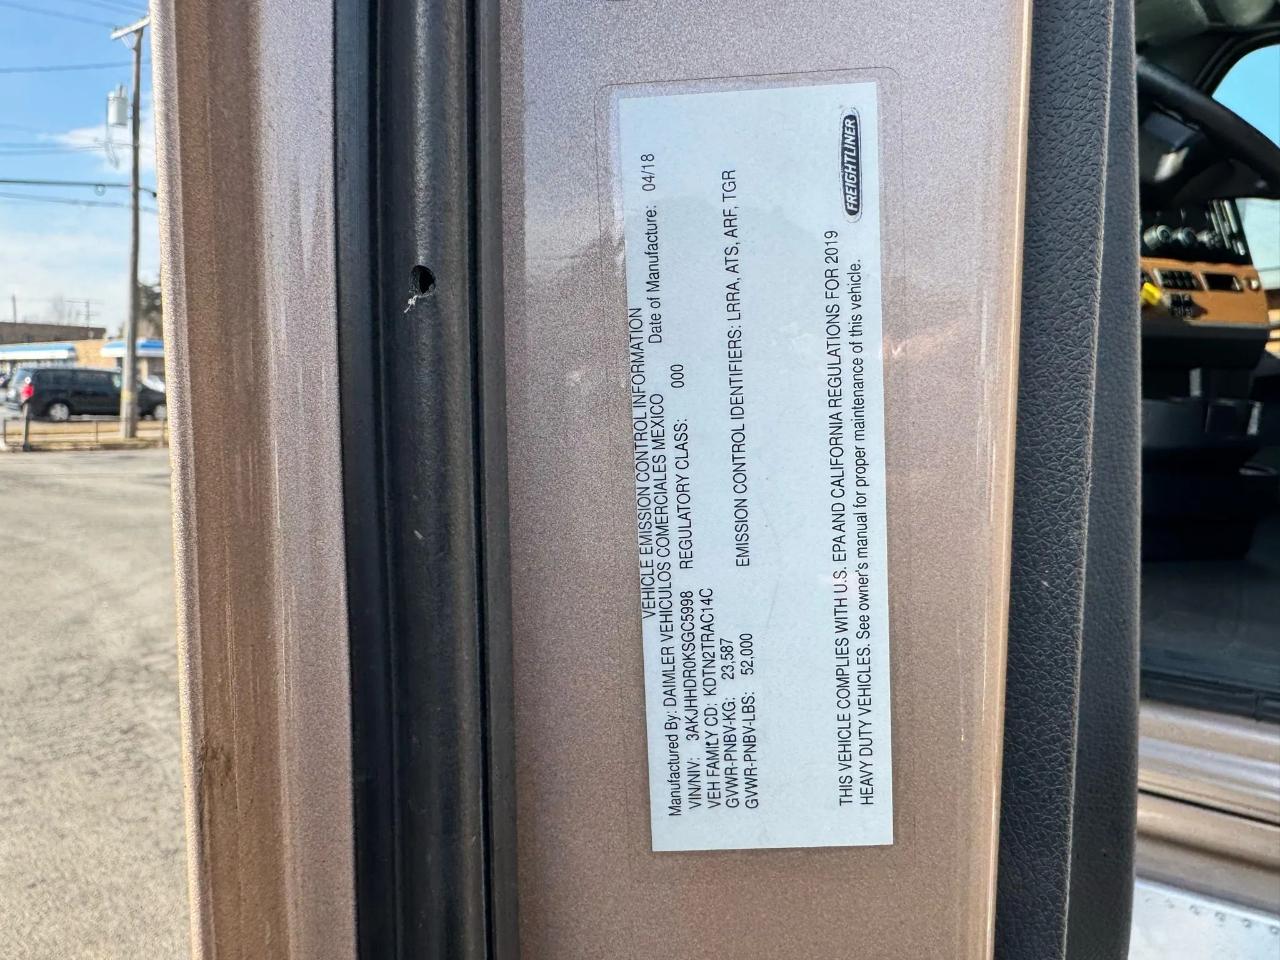 FREIGHTLINER
VEHICLE EMISSION CONTROL INFORMATION
Manufactured By: DAIMLER VEHICULOS COMERCIALES MEXICO Date of Manufacture: 04/18
VIN/NIV: 3AKJHHDR0KSGC5998 REGULATORY CLASS: 000
VEH FAMILY CD: KDTN2TRAC14C
GVWR-PNBV-KG: 23,587
GVWR-PNBV-LBS: 52,000 EMISSION CONTROL IDENTIFIERS: LRRA, ATS, ARF, TGR
THIS VEHICLE COMPLIES WITH U.S. EPA AND CALIFORNIA REGULATIONS FOR 2019
HEAVY DUTY VEHICLES. See owner's manual for proper maintenance of this vehicle.